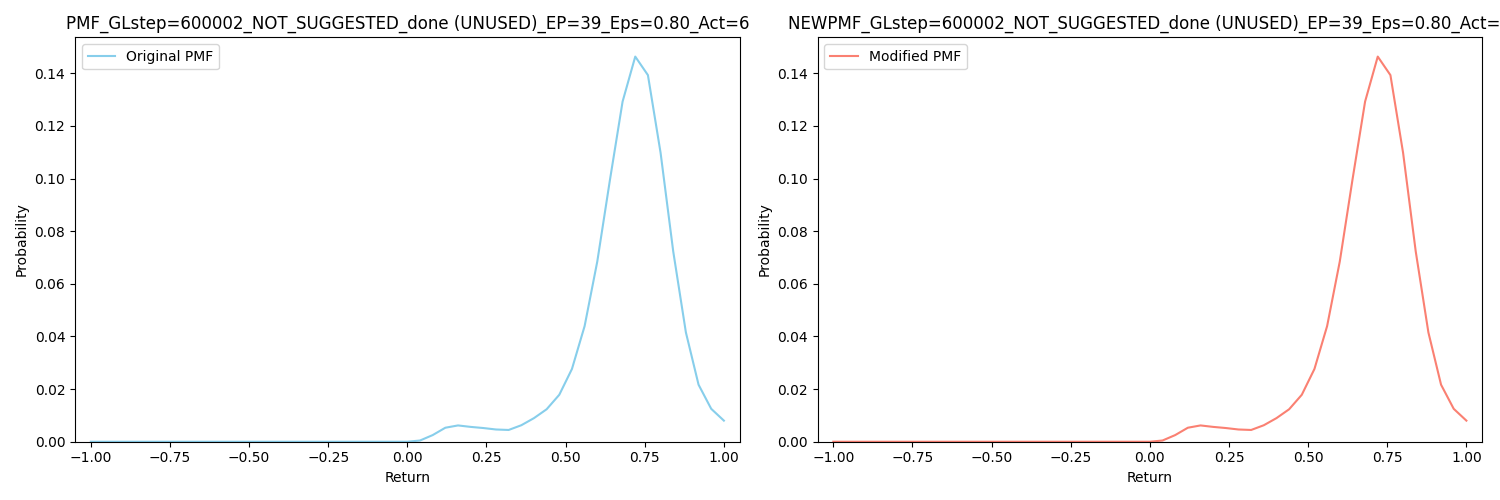 PMF_GLstep=600002_NOT_SUGGESTED_done (UNUSED)_EP=39_Eps=0.80_Act=6
Original PMF
Probability
0.14
0.12
0.10
0.08
0.06
0.04
0.02
0.00
−1.00 −0.75 −0.50 −0.25 0.00 0.25 0.50 0.75 1.00
Return
NEWPMF_GLstep=600002_NOT_SUGGESTED_done (UNUSED)_EP=39_Eps=0.80_Act=
Modified PMF
Probability
0.14
0.12
0.10
0.08
0.06
0.04
0.02
0.00
−1.00 −0.75 −0.50 −0.25 0.00 0.25 0.50 0.75 1.00
Return